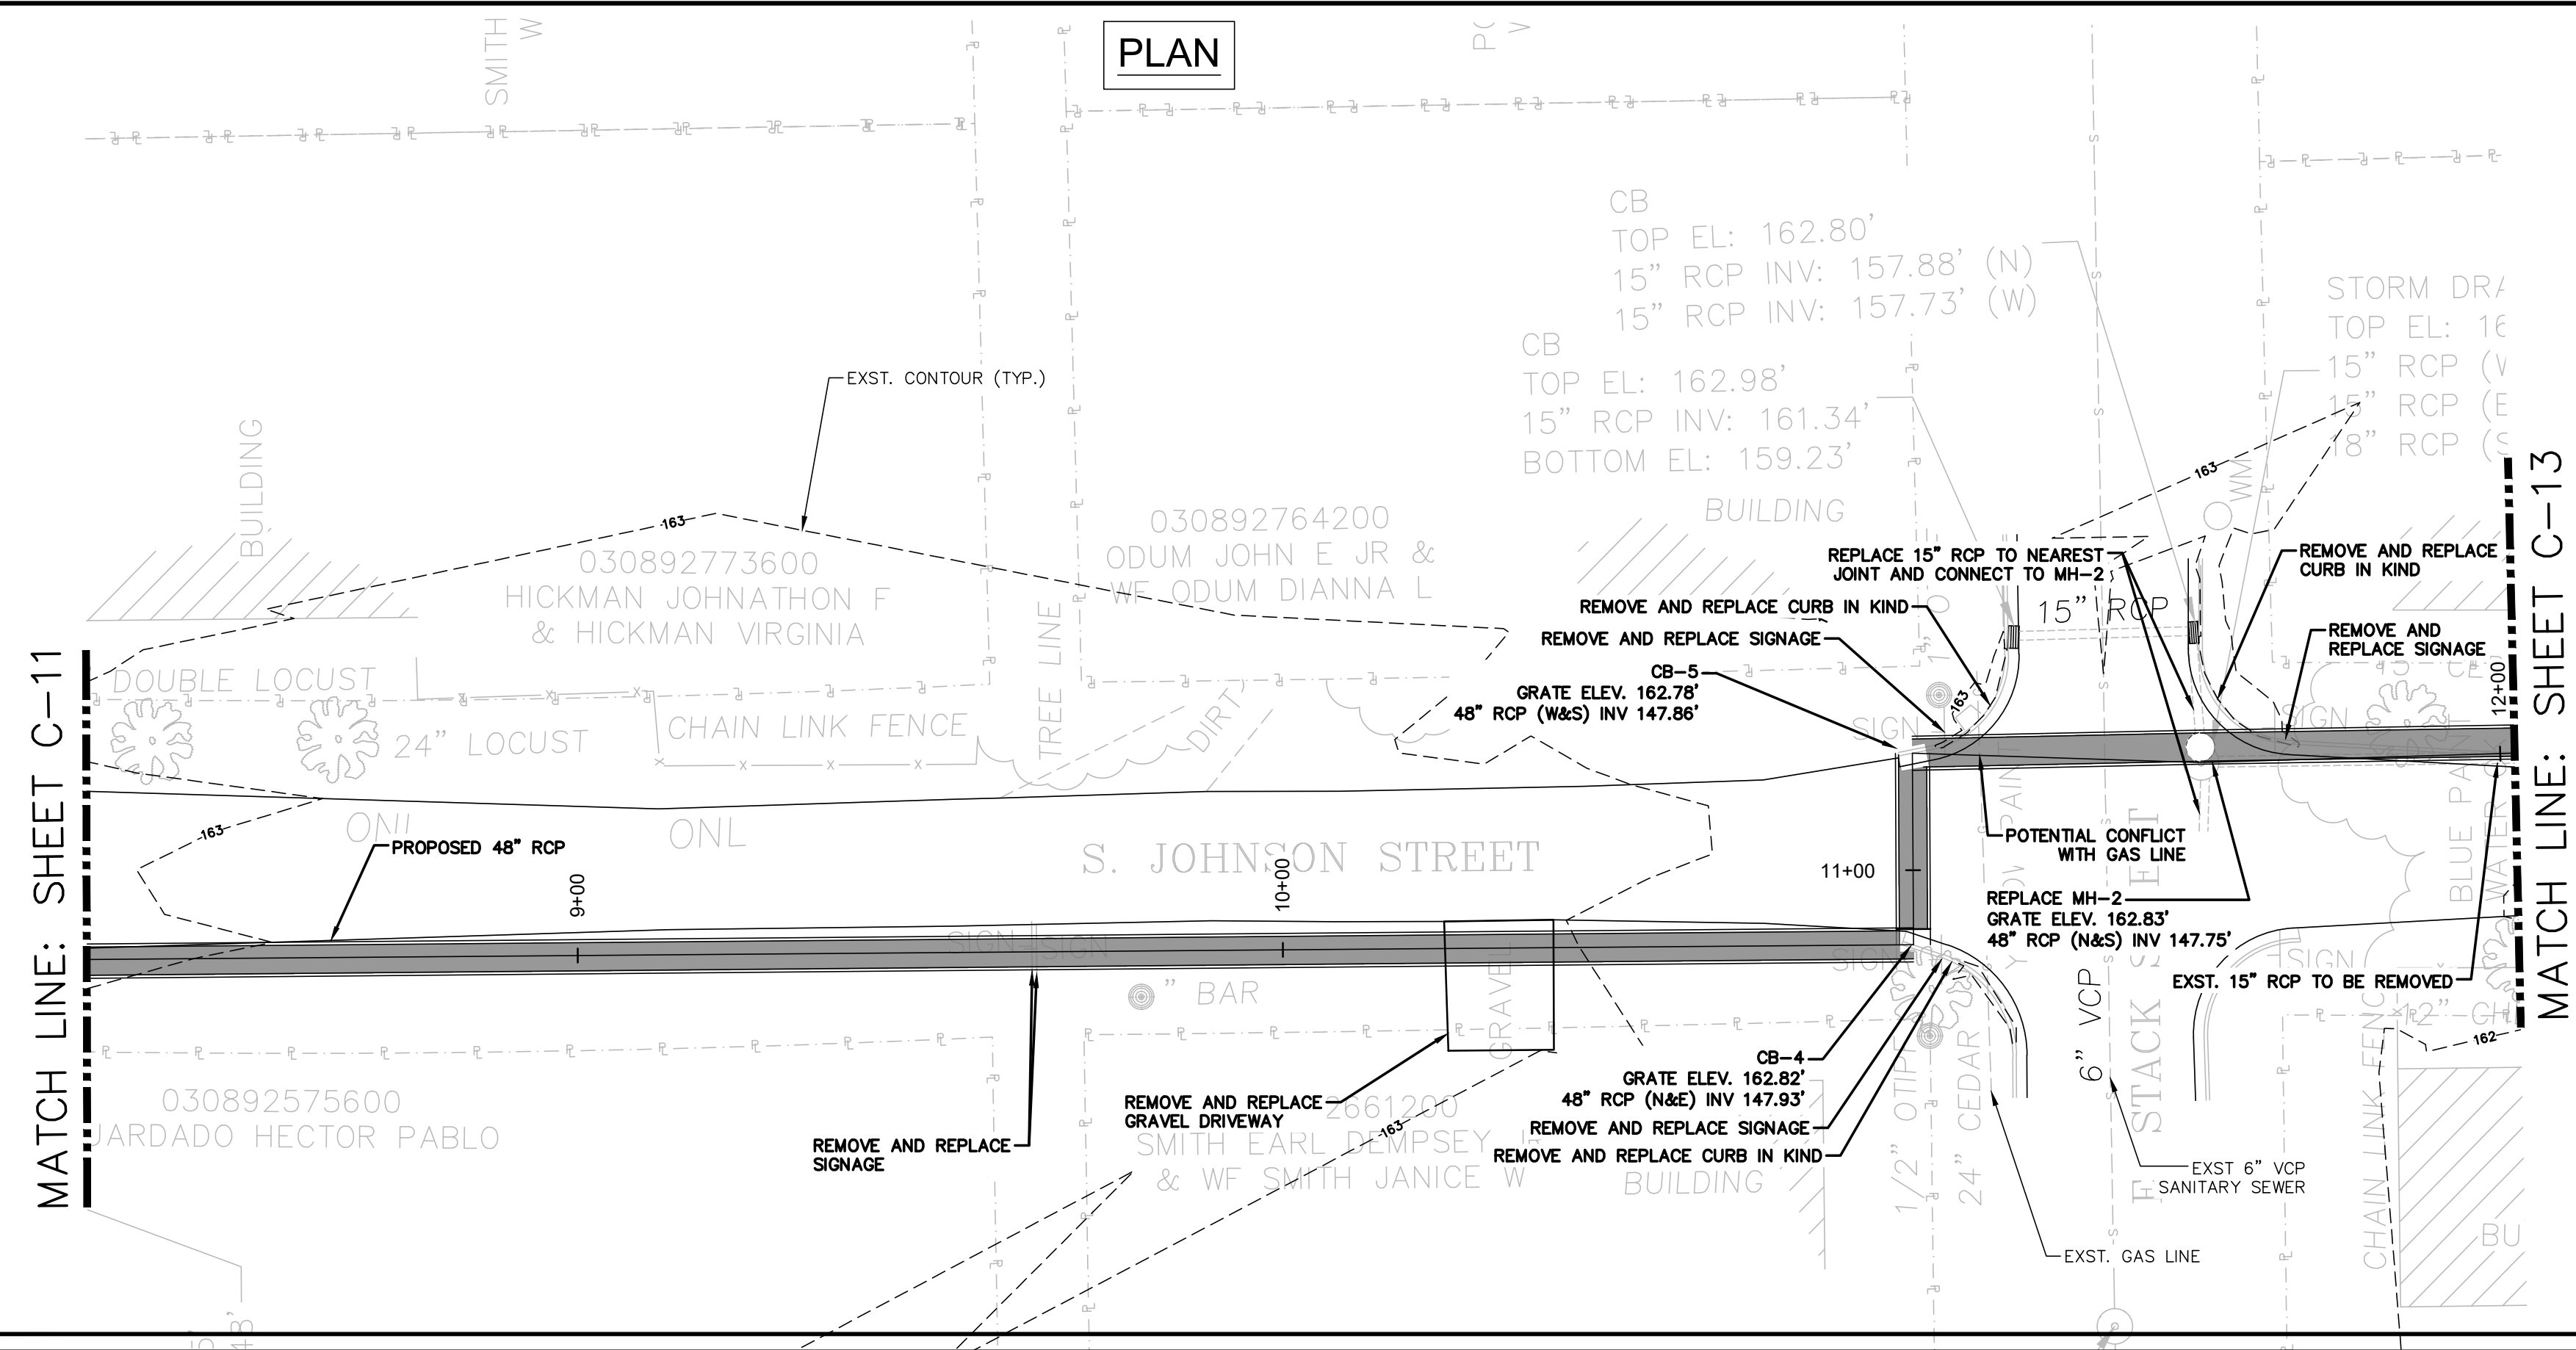 PLAN
SMITH
W
CB
TOP EL: 162.80'
15" RCP INV: 157.88' (N)
15" RCP INV: 157.73' (W)
CB
TOP EL: 162.98'
15" RCP INV: 161.34'
BOTTOM EL: 159.23'
BUILDING
STORM DRA
TOP EL: 16
15" RCP (W
15" RCP (E
18" RCP (S
WM
EXST. CONTOUR (TYP.)
BUILDING
163
163
030892773600
HICKMAN JOHNATHON F
& HICKMAN VIRGINIA
030892764200
ODUM JOHN E JR &
WF ODUM DIANNA L
TREE LINE
DOUBLE LOCUST
24" LOCUST
CHAIN LINK FENCE
DIRT
REPLACE 15" RCP TO NEAREST
JOINT AND CONNECT TO MH-2
REMOVE AND REPLACE CURB IN KIND
REMOVE AND REPLACE SIGNAGE
CB-5
GRATE ELEV. 162.78'
48" RCP (W&S) INV 147.86'
15" RCP
REMOVE AND REPLACE
CURB IN KIND
REMOVE AND
REPLACE SIGNAGE
163
SIGN
SIGN
12+00
MATCH LINE: SHEET C-11
MATCH LINE: SHEET C-13
163
ONL
ONL
PROPOSED 48" RCP
S. JOHNSON STREET
9+00
10+00
11+00
POTENTIAL CONFLICT
WITH GAS LINE
REPLACE MH-2
GRATE ELEV. 162.83'
48" RCP (N&S) INV 147.75'
EXST. 15" RCP TO BE REMOVED
SIGN
SIGN
SIGN
SIGN
" BAR
GRAVEL
6" VCP
E STACK
CB-4
GRATE ELEV. 162.82'
48" RCP (N&E) INV 147.93'
REMOVE AND REPLACE SIGNAGE
REMOVE AND REPLACE CURB IN KIND
REMOVE AND REPLACE
GRAVEL DRIVEWAY
REMOVE AND REPLACE
SIGNAGE
030892575600
JARDADO HECTOR PABLO
2661200
SMITH EARL DEMPSEY
& WF SMITH JANICE W
163
BUILDING
24" CEDAR
162
CHAIN LINK FENC
EXST 6" VCP
SANITARY SEWER
EXST. GAS LINE
BU